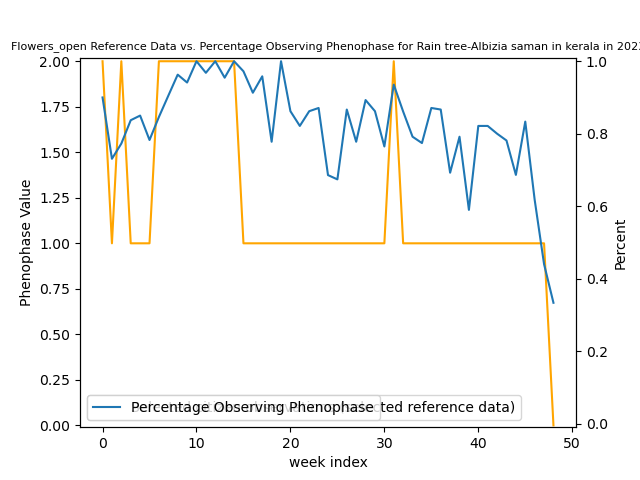 Flowers_open Reference Data vs. Percentage Observing Phenophase for Rain tree-Albizia saman in kerala in 202
2.00
1.75
1.50
1.25
1.00
0.75
0.50
0.25
0.00
Phenophase Value
1.0
0.8
0.6
0.4
0.2
0.0
Percent
Percentage Observing Phenophase ted reference data)
0 10 20 30 40 50
week index